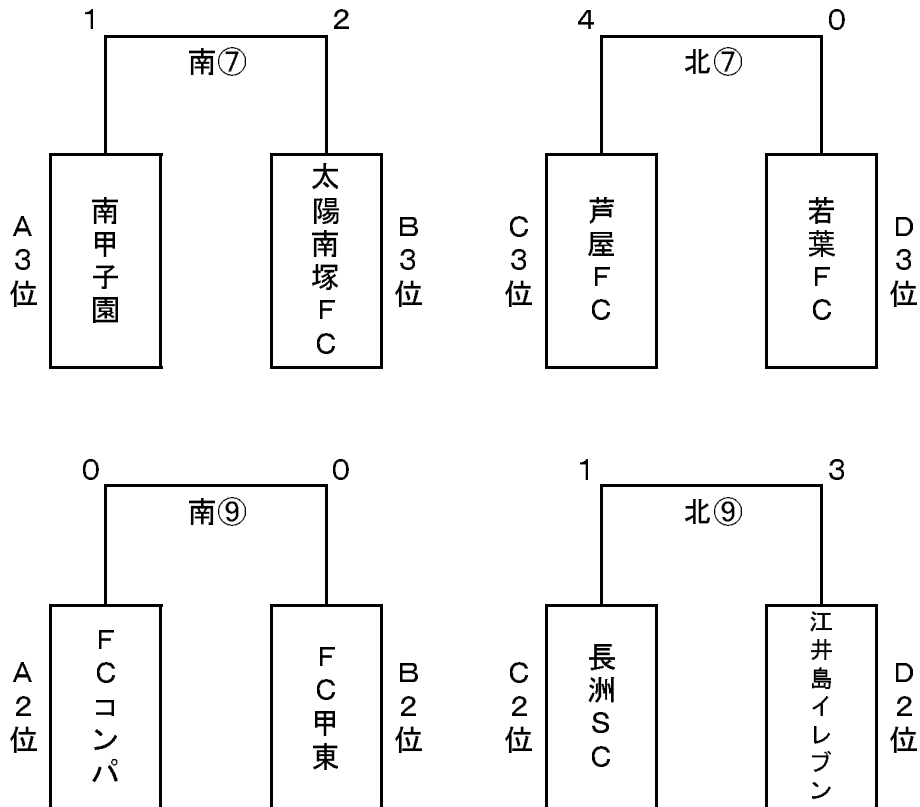 1 2
南⑦
A3位
南甲子園
太陽南塚FC
B3位
4 0
北⑦
C3位
芦屋FC
若葉FC
D3位
0 0
南⑨
A2位
FCコンパ
FC甲東
B2位
1 3
北⑨
C2位
長洲SC
江井島イレブン
D2位